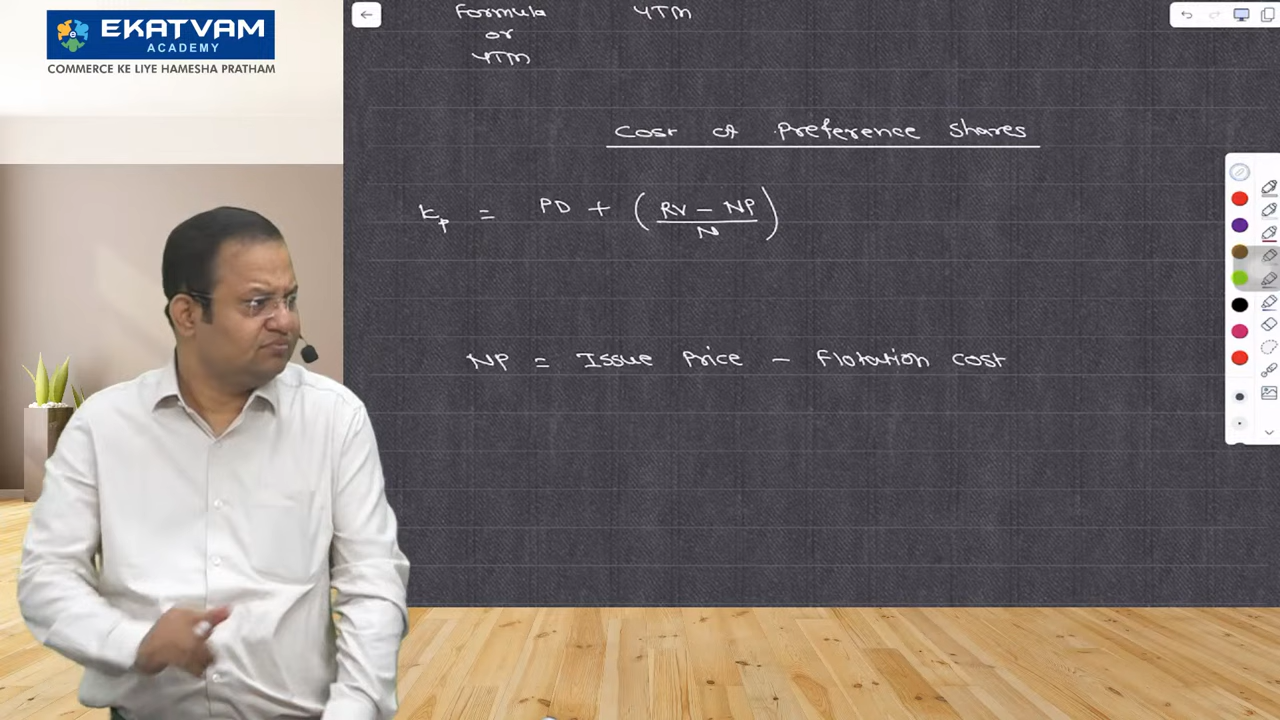 EKATVAM
ACADEMY
COMMERCE KE LIYE HAMESHA PRATHAM
Formula YTM
or
YTM
Cost of Preference Shares
Kp = PD + (RV - NP / N)
NP = Issue Price - Flotation Cost